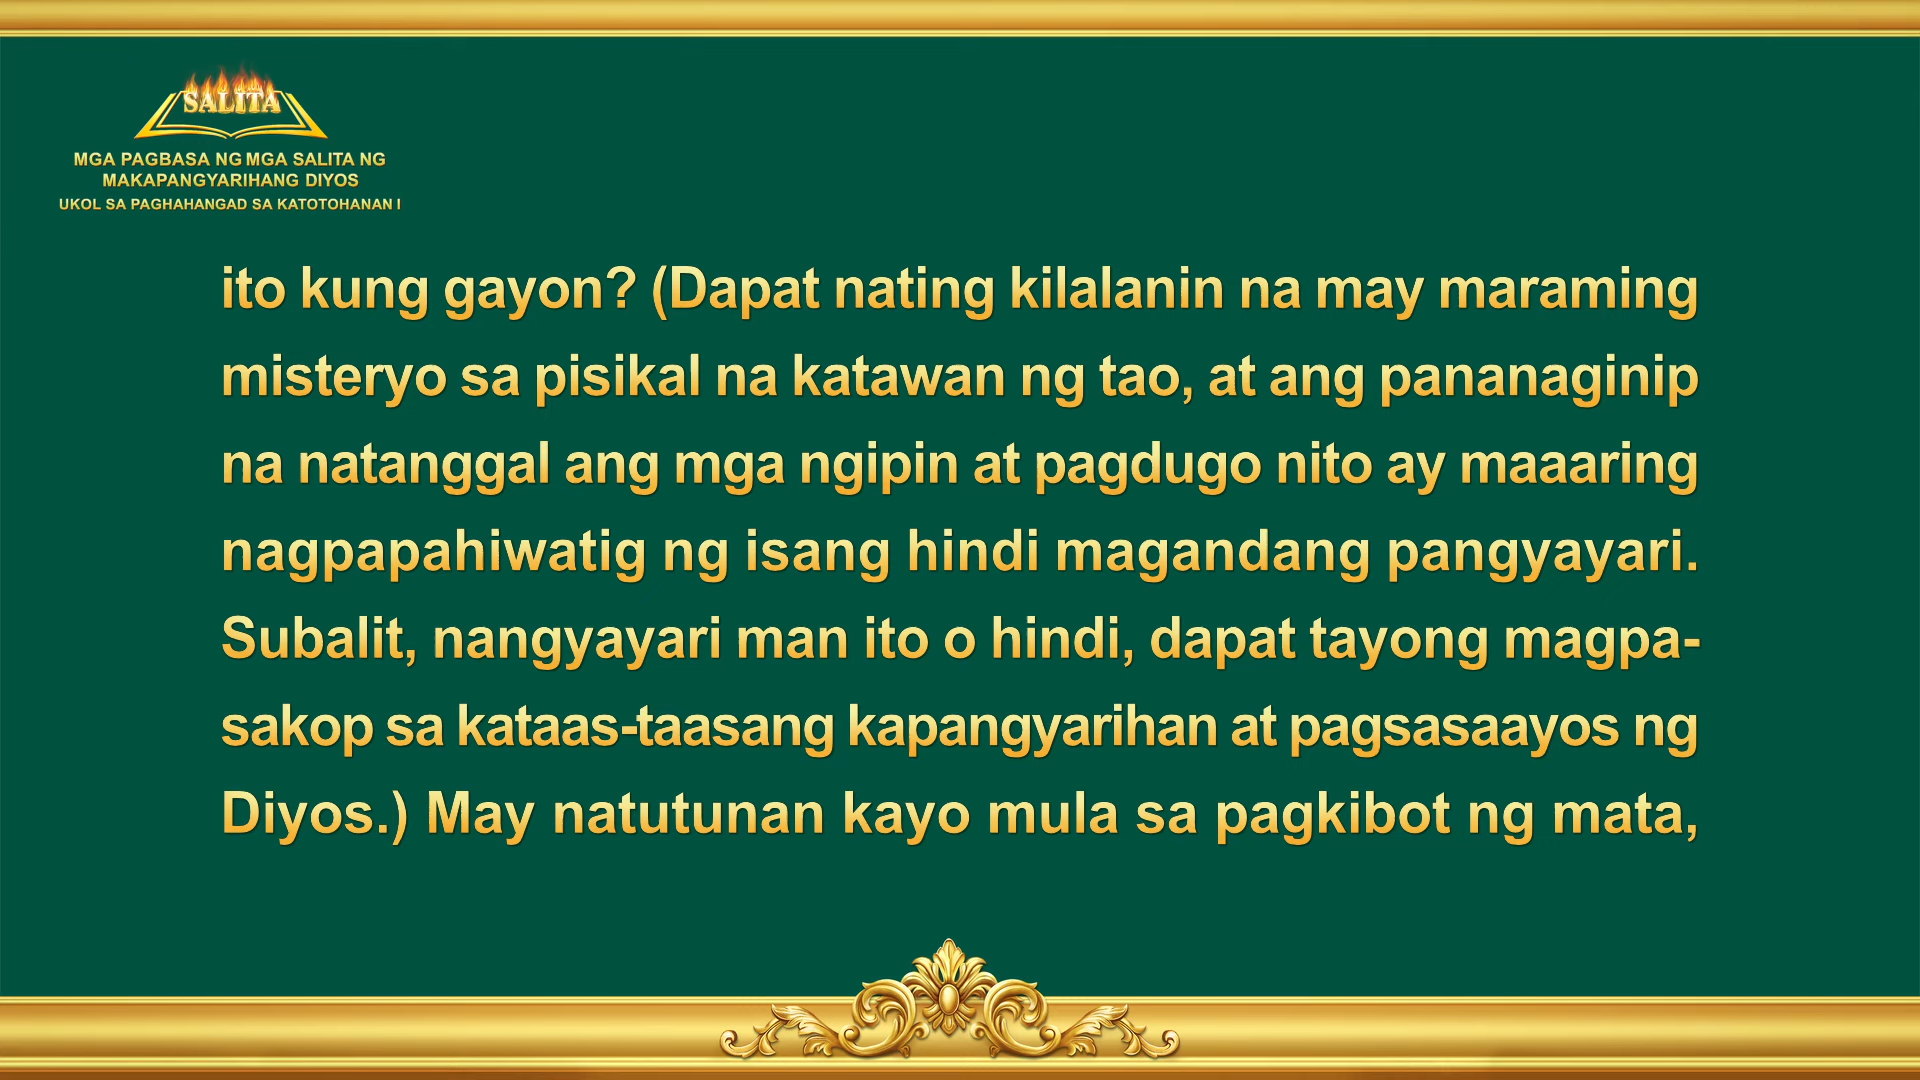 SALITA
MGA PAGBASA NG MGA SALITA NG
MAKAPANGYARIHANG DIYOS
UKOL SA PAGHAHANGAD SA KATOTOHANAN I
ito kung gayon? (Dapat nating kilalanin na may maraming
misteryo sa pisikal na katawan ng tao, at ang pananaginip
na natanggal ang mga ngipin at pagdugo nito ay maaaring
nagpapahiwatig ng isang hindi magandang pangyayari.
Subalit, nangyayari man ito o hindi, dapat tayong magpa-
sakop sa kataas-taasang kapangyarihan at pagsasaayos ng
Diyos.) May natutunan kayo mula sa pagkibot ng mata,